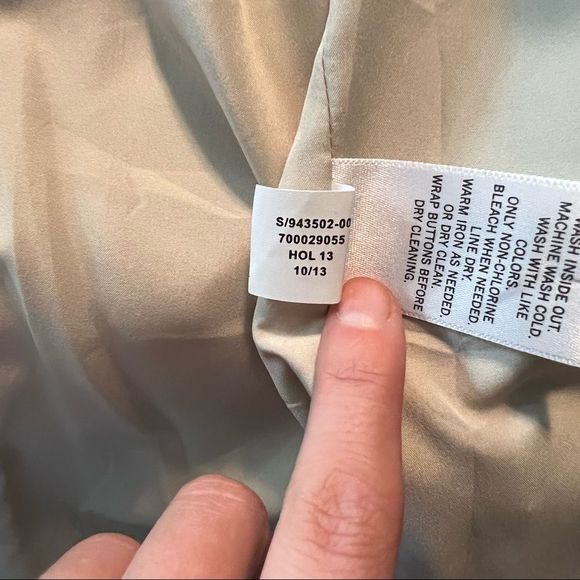 S/943502-00
700029055
HOL 13
10/13
WASH INSIDE OUT.
MACHINE WASH COLD.
WASH WITH LIKE
COLORS.
ONLY NON-CHLORINE
BLEACH WHEN NEEDED
LINE DRY.
WARM IRON AS NEEDED.
OR DRY CLEAN.
WRAP BUTTONS BEFORE
DRY CLEANING.